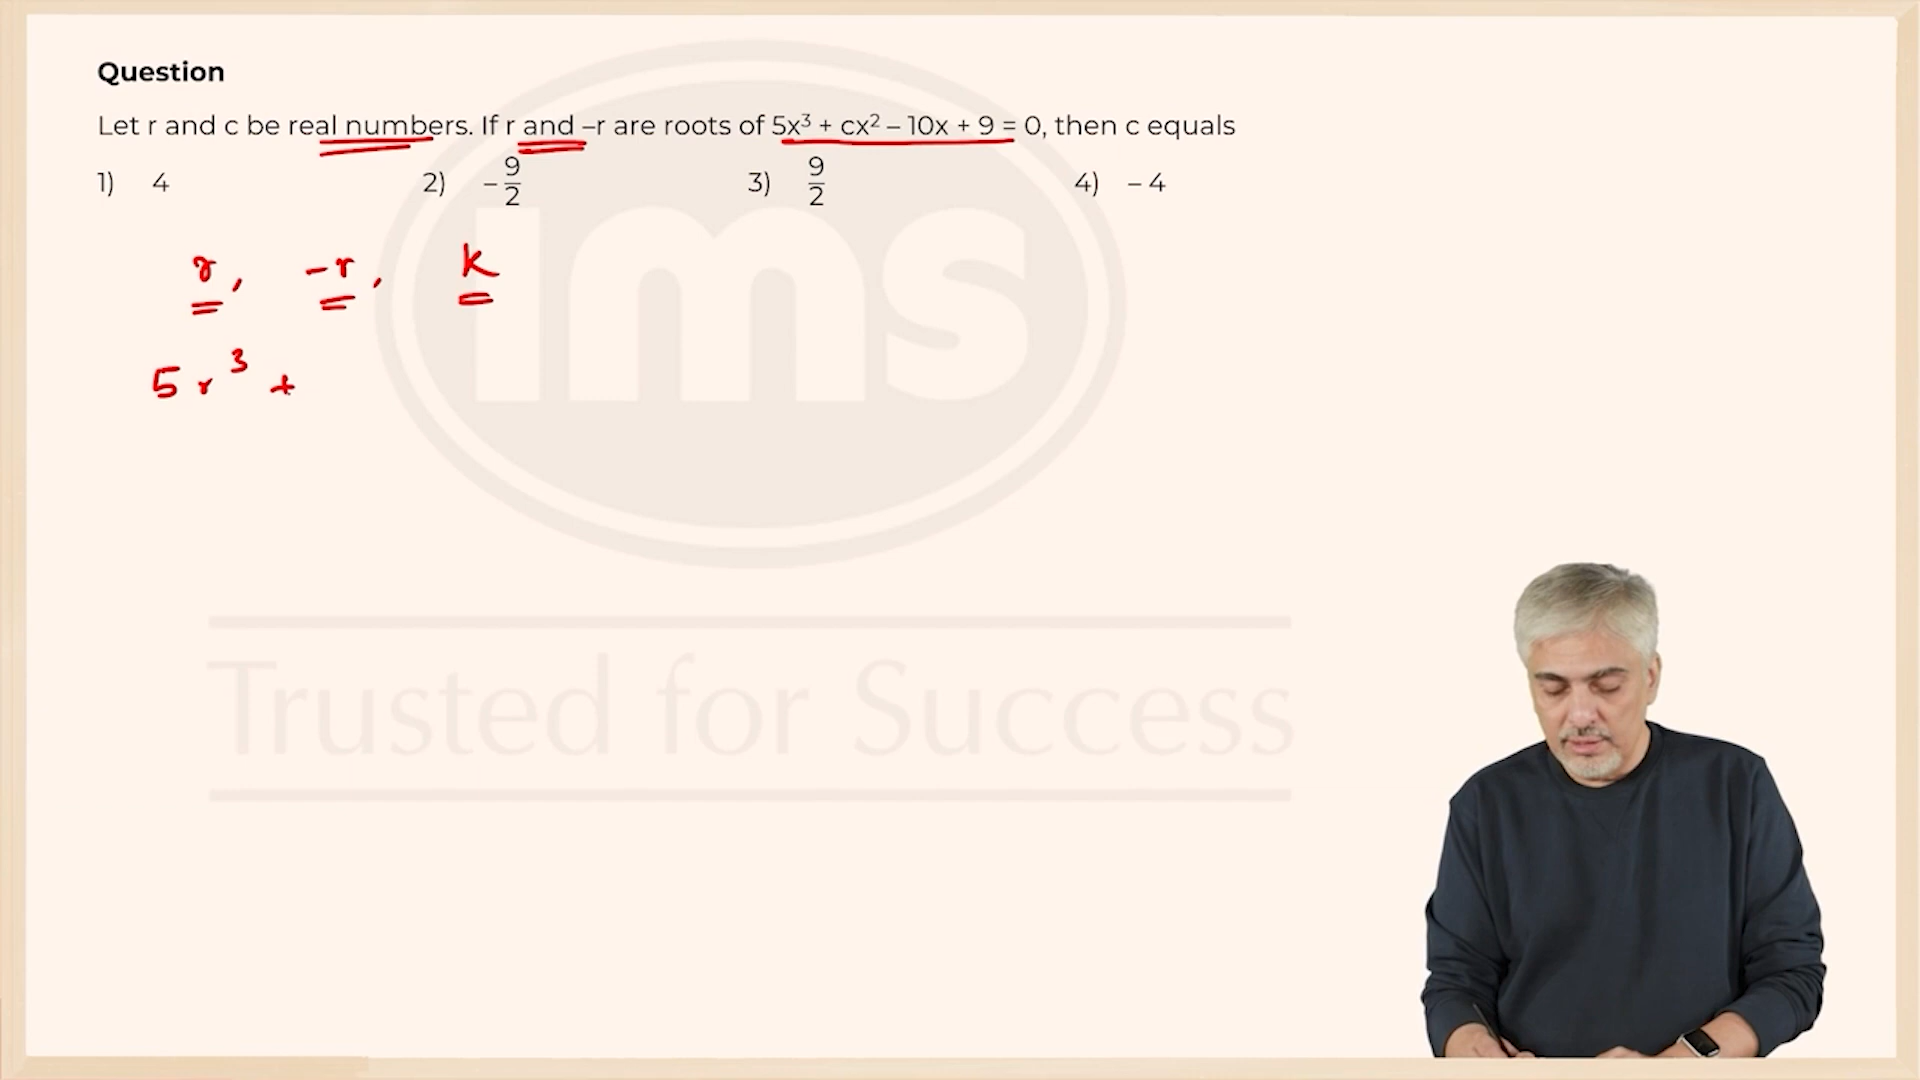 Question
Let r and c be real numbers. If r and –r are roots of 5x³ + cx² – 10x + 9 = 0, then c equals
1) 4 2) –9/2 3) 9/2 4) – 4
r, -r, k
5r³ +
ims
Trusted for Success